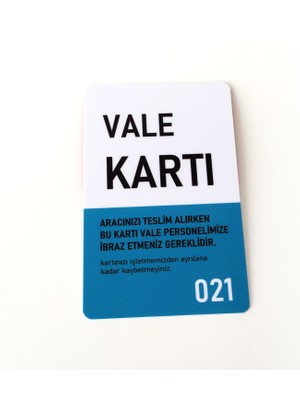 VALE
KARTI
ARACINIZI TESLİM ALIRKEN
BU KARTI VALE PERSONELİMİZE
İBRAZ ETMENİZ GEREKLİDİR.
kartınızı işletmemizden ayrılana
kadar kaybetmeyiniz.
021